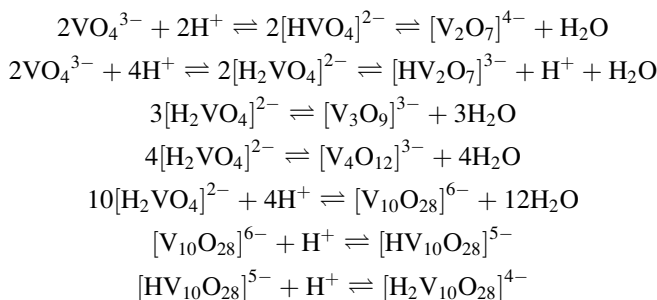 2VO₄³⁻ + 2H⁺ ⇌ 2[HVO₄]²⁻ ⇌ [V₂O₇]⁴⁻ + H₂O
2VO₄³⁻ + 4H⁺ ⇌ 2[H₂VO₄]²⁻ ⇌ [HV₂O₇]³⁻ + H⁺ + H₂O
3[H₂VO₄]²⁻ ⇌ [V₃O₉]³⁻ + 3H₂O
4[H₂VO₄]²⁻ ⇌ [V₄O₁₂]³⁻ + 4H₂O
10[H₂VO₄]²⁻ + 4H⁺ ⇌ [V₁₀O₂₈]⁶⁻ + 12H₂O
[V₁₀O₂₈]⁶⁻ + H⁺ ⇌ [HV₁₀O₂₈]⁵⁻
[HV₁₀O₂₈]⁵⁻ + H⁺ ⇌ [H₂V₁₀O₂₈]⁴⁻